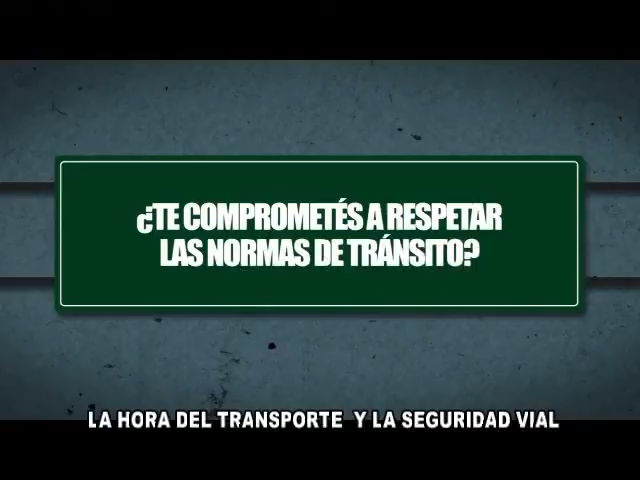 ¿TE COMPROMETÉS A RESPETAR
LAS NORMAS DE TRÁNSITO?
LA HORA DEL TRANSPORTE Y LA SEGURIDAD VIAL